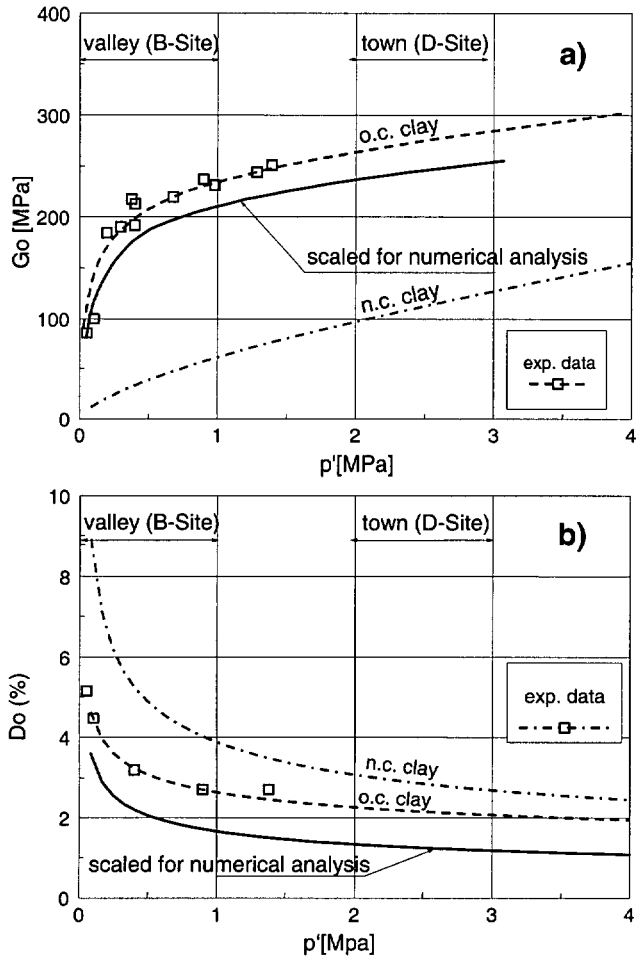 400
valley (B-Site)
town (D-Site)
a)
300
o.c. clay
Go [MPa]
200
scaled for numerical analysis
n.c. clay
100
exp. data
0
0
1
2
3
4
p'[MPa]
10
valley (B-Site)
town (D-Site)
b)
8
6
exp. data
Do (%)
4
n.c. clay
o.c. clay
2
scaled for numerical analysis
0
0
1
2
3
4
p'[Mpa]